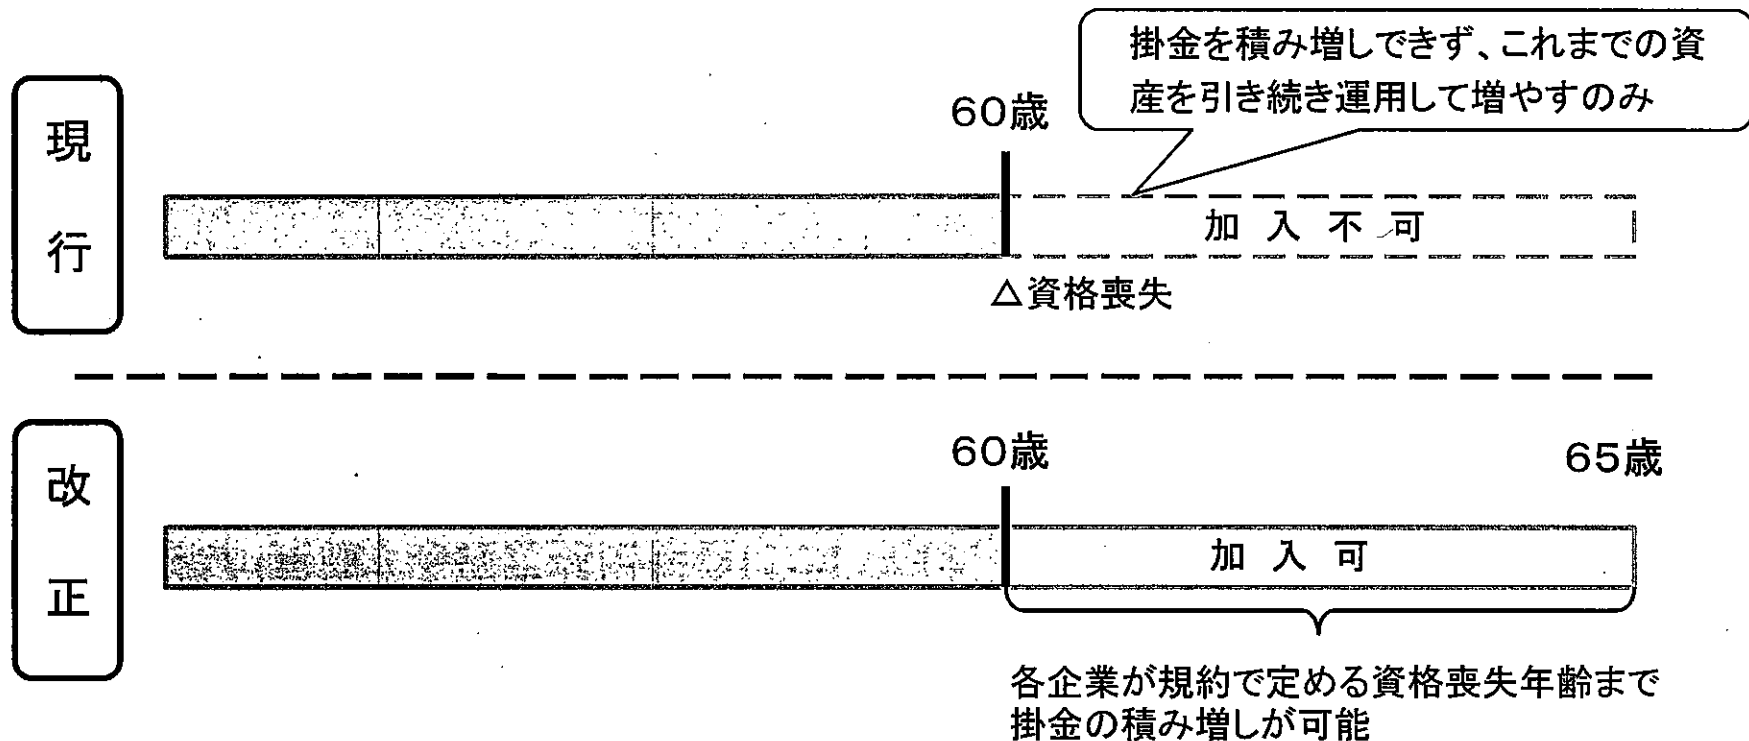 現行
掛金を積み増しできず、これまでの資
産を引き続き運用して増やすのみ
60歳
加入不可
△資格喪失
改正
60歳
65歳
加入可
各企業が規約で定める資格喪失年齢まで
掛金の積み増しが可能